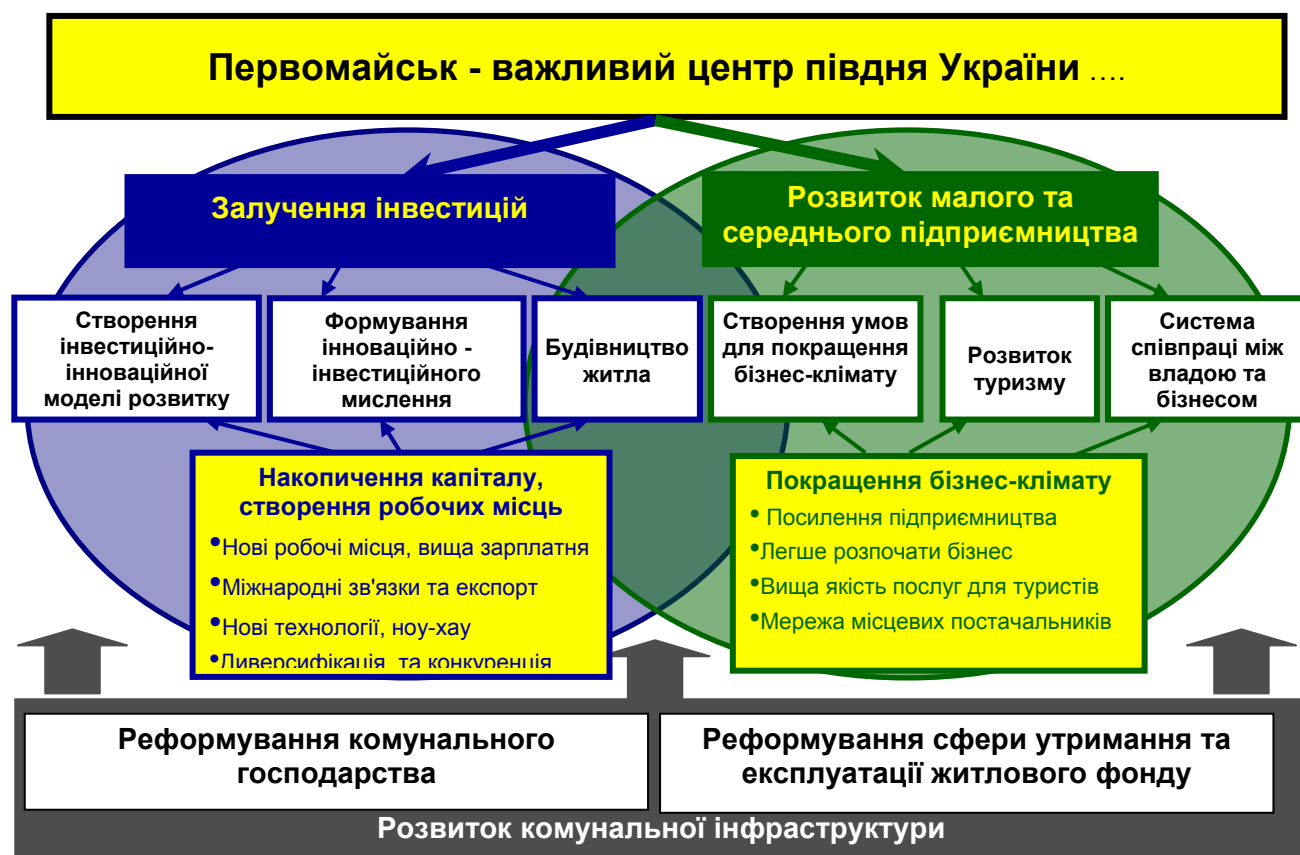 Первомайськ - важливий центр півдня України ....
Залучення інвестицій
Розвиток малого та
середнього підприємництва
Створення
інвестиційно-
інноваційної
моделі розвитку
Формування
інноваційно -
інвестиційного
мислення
Будівництво
житла
Створення умов
для покращення
бізнес-клімату
Розвиток
туризму
Система
співпраці між
владою та
бізнесом
Накопичення капіталу,
створення робочих місць
•Нові робочі місця, вища зарплатня
•Міжнародні зв'язки та експорт
•Нові технології, ноу-хау
•Диверсифікація та конкуренція
Покращення бізнес-клімату
• Посилення підприємництва
•Легше розпочати бізнес
•Вища якість послуг для туристів
•Мережа місцевих постачальників
Реформування комунального
господарства
Реформування сфери утримання та
експлуатації житлового фонду
Розвиток комунальної інфраструктури